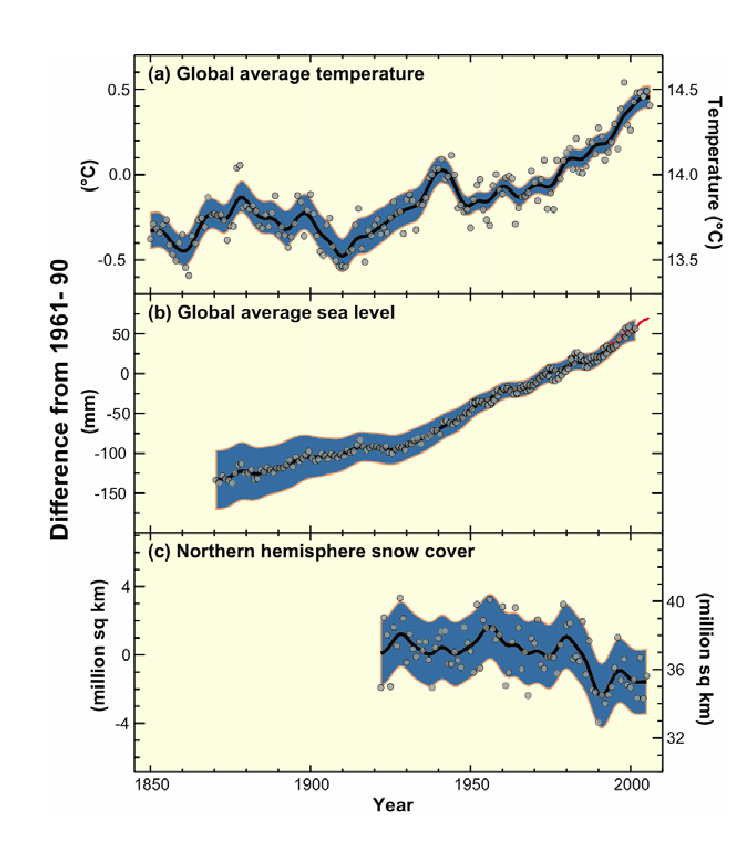 (a) Global average temperature
0.5
0.0
-0.5
(°C)
14.5
14.0
13.5
Temperature (°C)
Difference from 1961- 90
(b) Global average sea level
50
0
-50
-100
-150
(mm)
(c) Northern hemisphere snow cover
4
0
-4
(million sq km)
40
36
32
(million sq km)
1850
1900
1950
2000
Year